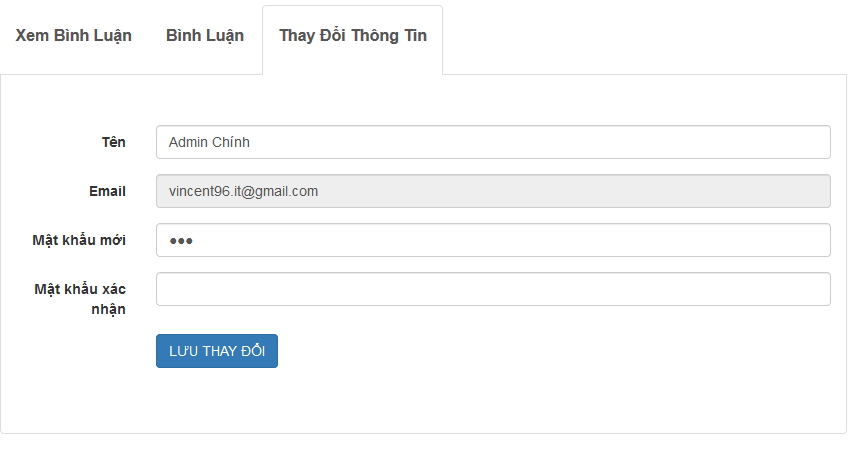 Xem Bình Luận Bình Luận Thay Đổi Thông Tin
Tên Admin Chính
Email vincent96.it@gmail.com
Mật khẩu mới •••
Mật khẩu xác
nhận
LƯU THAY ĐỔI